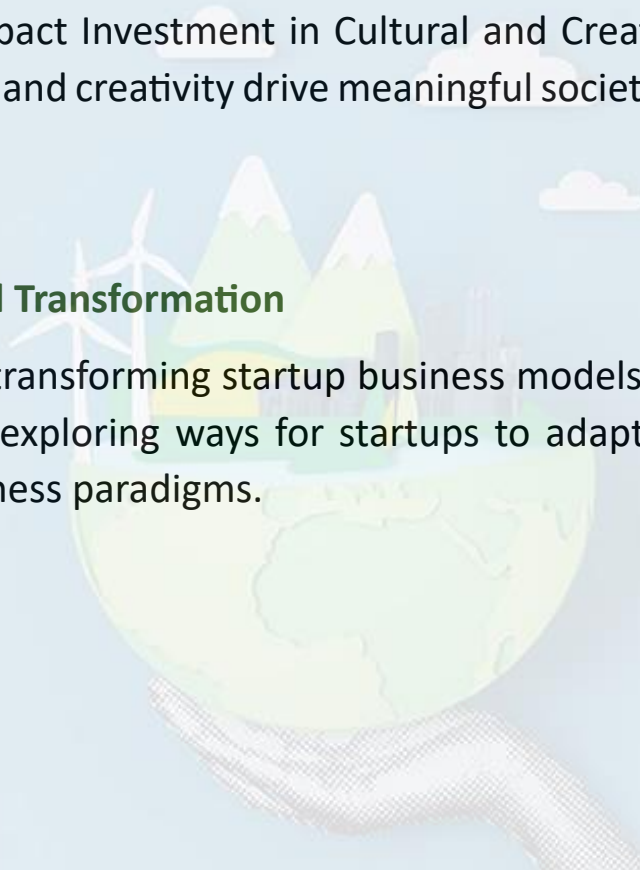 pact Investment in Cultural and Crea
and creativity drive meaningful societ
l Transformation
transforming startup business models
exploring ways for startups to adapt
ness paradigms.